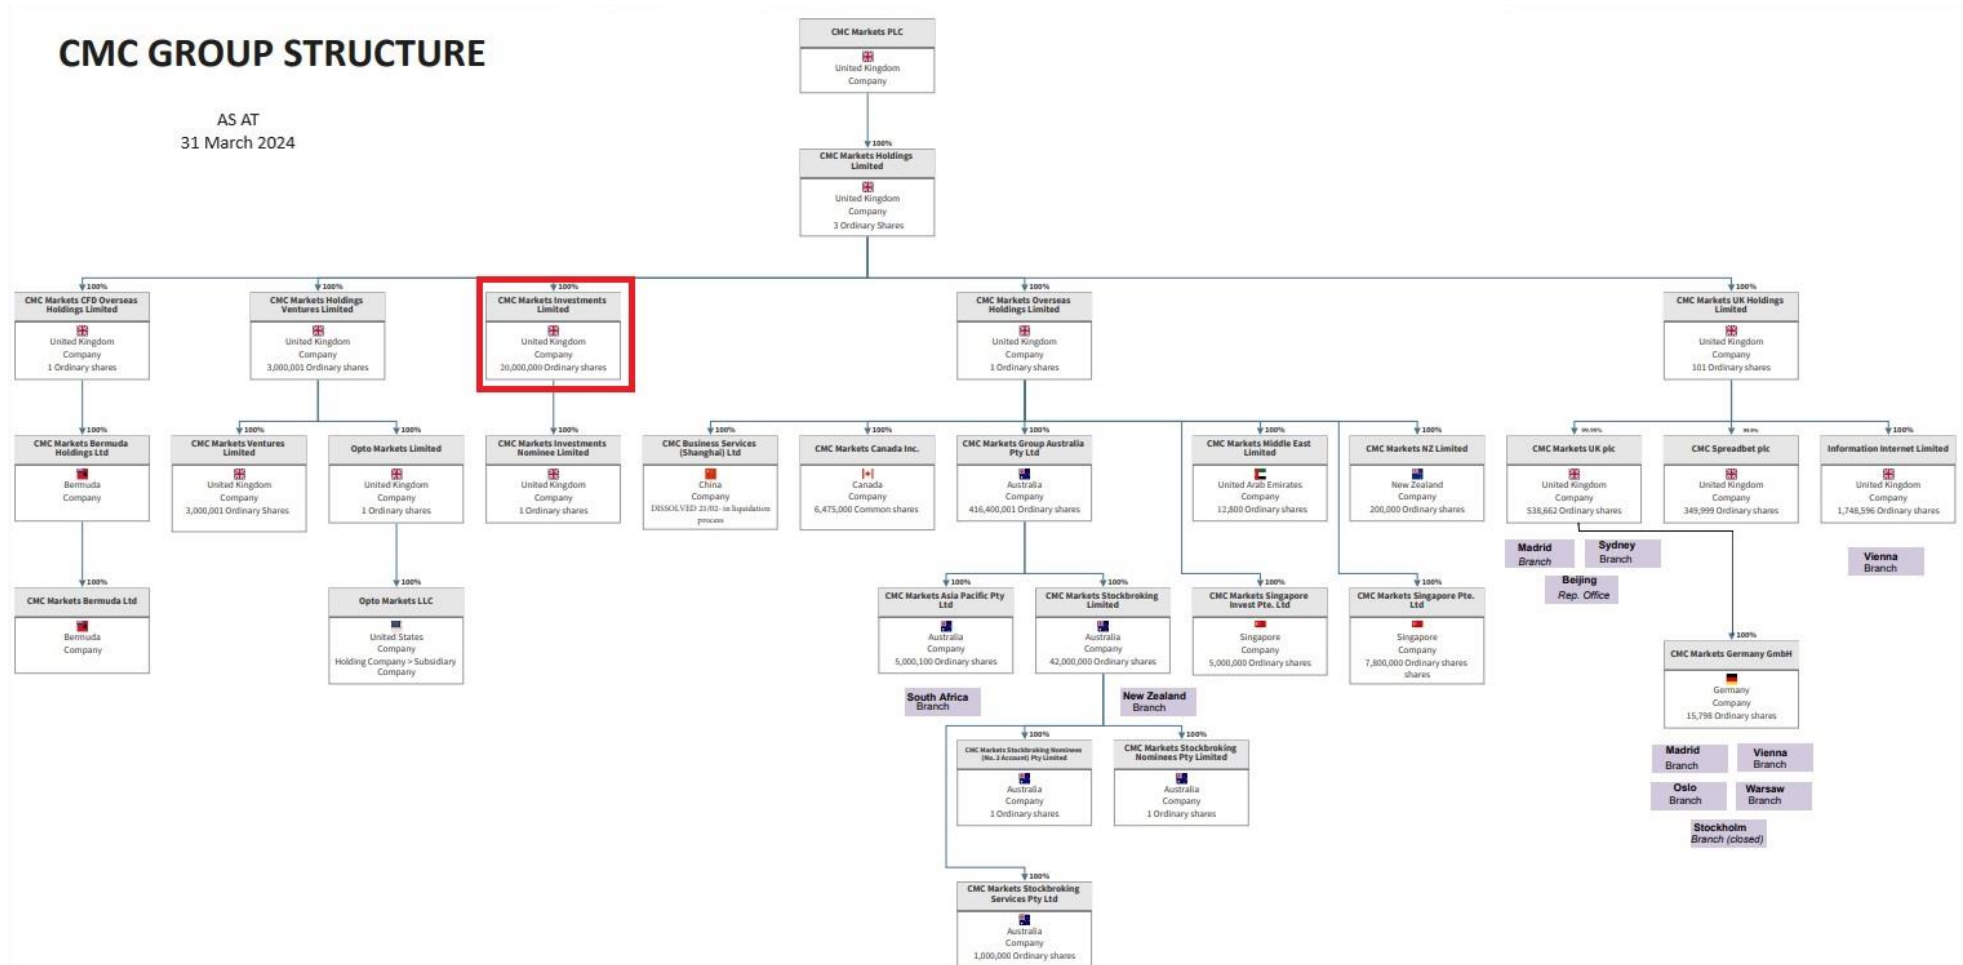 CMC GROUP STRUCTURE
AS AT
31 March 2024
CMC Markets PLC
United Kingdom
Company
100%
CMC Markets Holdings
Limited
United Kingdom
Company
3 Ordinary Shares
100%
CMC Markets CFD Overseas
Holdings Limited
United Kingdom
Company
1 Ordinary shares
100%
CMC Markets Holdings
Ventures Limited
United Kingdom
Company
3,000,001 Ordinary shares
100%
CMC Markets Investments
Limited
United Kingdom
Company
20,000,000 Ordinary shares
100%
CMC Markets Overseas
Holdings Limited
United Kingdom
Company
1 Ordinary shares
100%
CMC Markets UK Holdings
Limited
United Kingdom
Company
101 Ordinary shares
100%
CMC Markets Bermuda
Holdings Ltd
Bermuda
Company
100%
CMC Markets Ventures
Limited
United Kingdom
Company
3,000,001 Ordinary Shares
100%
Opto Markets Limited
United Kingdom
Company
1 Ordinary shares
100%
CMC Markets Investments
Nominee Limited
United Kingdom
Company
1 Ordinary shares
100%
CMC Business Services
(Shanghai) Ltd
China
Company
DISSOLVED 21/02- in liquidation
process
100%
CMC Markets Canada Inc.
Canada
Company
6,475,000 Common shares
100%
CMC Markets Group Australia
Pty Ltd
Australia
Company
416,400,001 Ordinary shares
100%
CMC Markets Middle East
Limited
United Arab Emirates
Company
12,800 Ordinary shares
100%
CMC Markets NZ Limited
New Zealand
Company
200,000 Ordinary shares
99.99%
CMC Markets UK plc
United Kingdom
Company
538,662 Ordinary shares
CMC Spreadbet plc
United Kingdom
Company
349,999 Ordinary shares
100%
Information Internet Limited
United Kingdom
Company
1,748,596 Ordinary shares
Madrid
Branch
Sydney
Branch
Beijing
Rep. Office
Vienna
Branch
100%
CMC Markets Bermuda Ltd
Bermuda
Company
100%
Opto Markets LLC
United States
Company
Holding Company > Subsidiary
Company
100%
CMC Markets Asia Pacific Pty
Ltd
Australia
Company
5,000,100 Ordinary shares
100%
CMC Markets Stockbroking
Limited
Australia
Company
42,000,000 Ordinary shares
100%
CMC Markets Singapore
Invest Pte. Ltd
Singapore
Company
5,000,000 Ordinary shares
100%
CMC Markets Singapore Pte.
Ltd
Singapore
Company
7,800,000 Ordinary shares
shares
100%
CMC Markets Germany GmbH
Germany
Company
15,798 Ordinary shares
South Africa
Branch
New Zealand
Branch
100%
CMC Markets Stockbroking Nominees
(No. 2 Account) Pty Limited
Australia
Company
1 Ordinary shares
100%
CMC Markets Stockbroking
Nominees Pty Limited
Australia
Company
1 Ordinary shares
Madrid
Branch
Vienna
Branch
Oslo
Branch
Warsaw
Branch
Stockholm
Branch (closed)
100%
CMC Markets Stockbroking
Services Pty Ltd
Australia
Company
1,000,000 Ordinary shares